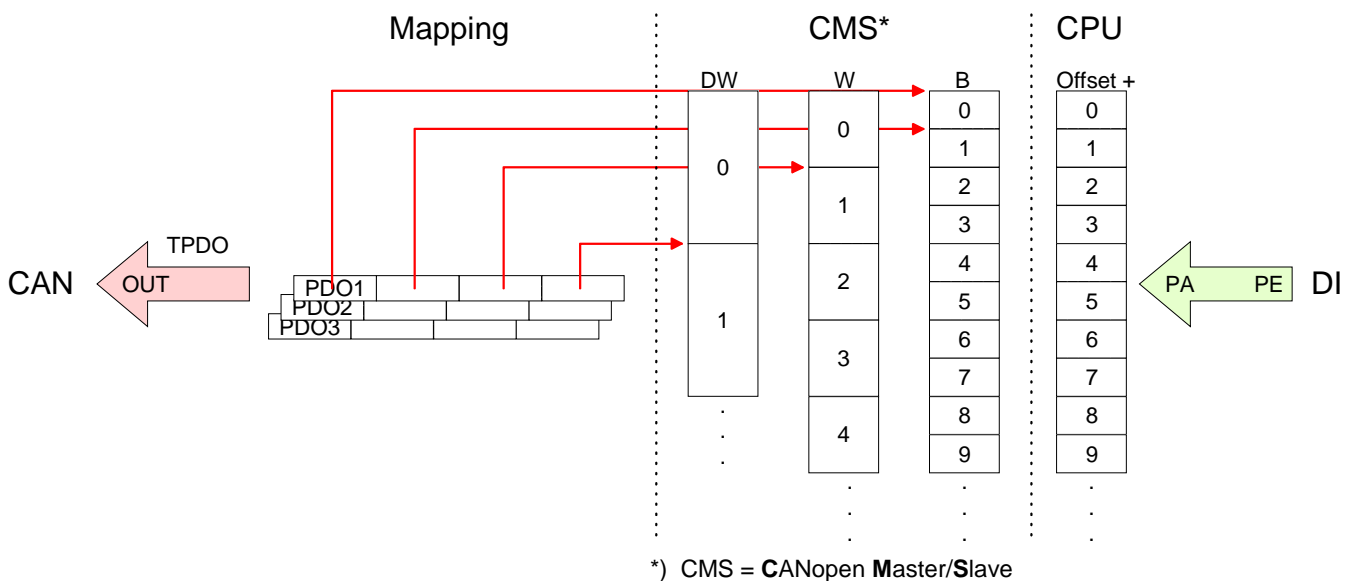 Mapping CMS* CPU
DW W B Offset +
0 0
0 1 1
0 2 2
1 3 3
TPDO 4 4
CAN OUT 2 PA PE DI
PDO1 5 5
PDO2
PDO3 1 6 6
3 7 7
. 8 8
. 4
. 9 9
. . .
. . .
. . .
*) CMS = CANopen Master/Slave